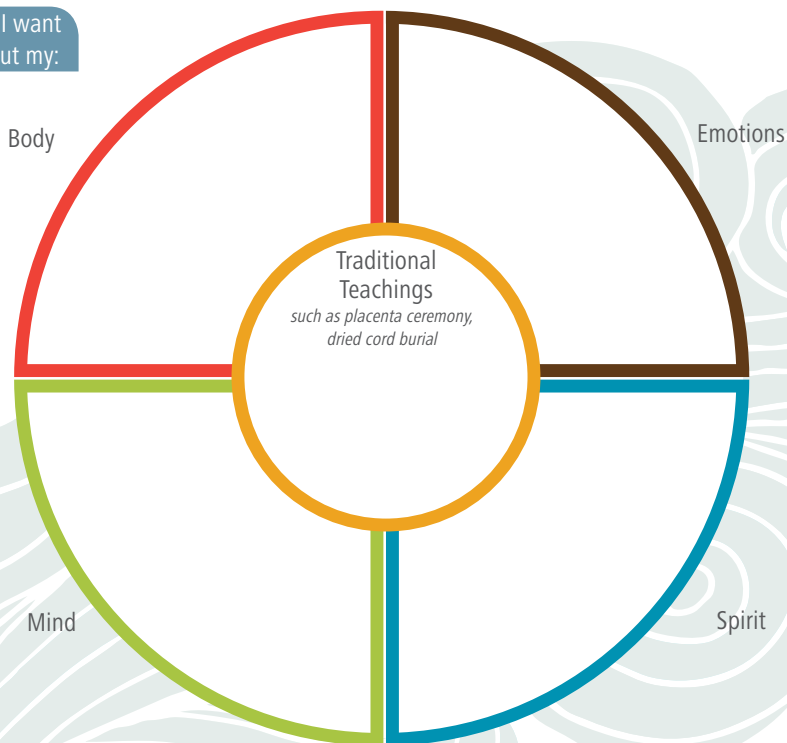 I want
ut my:
Body
Emotions
Traditional
Teachings
such as placenta ceremony,
dried cord burial
Mind
Spirit